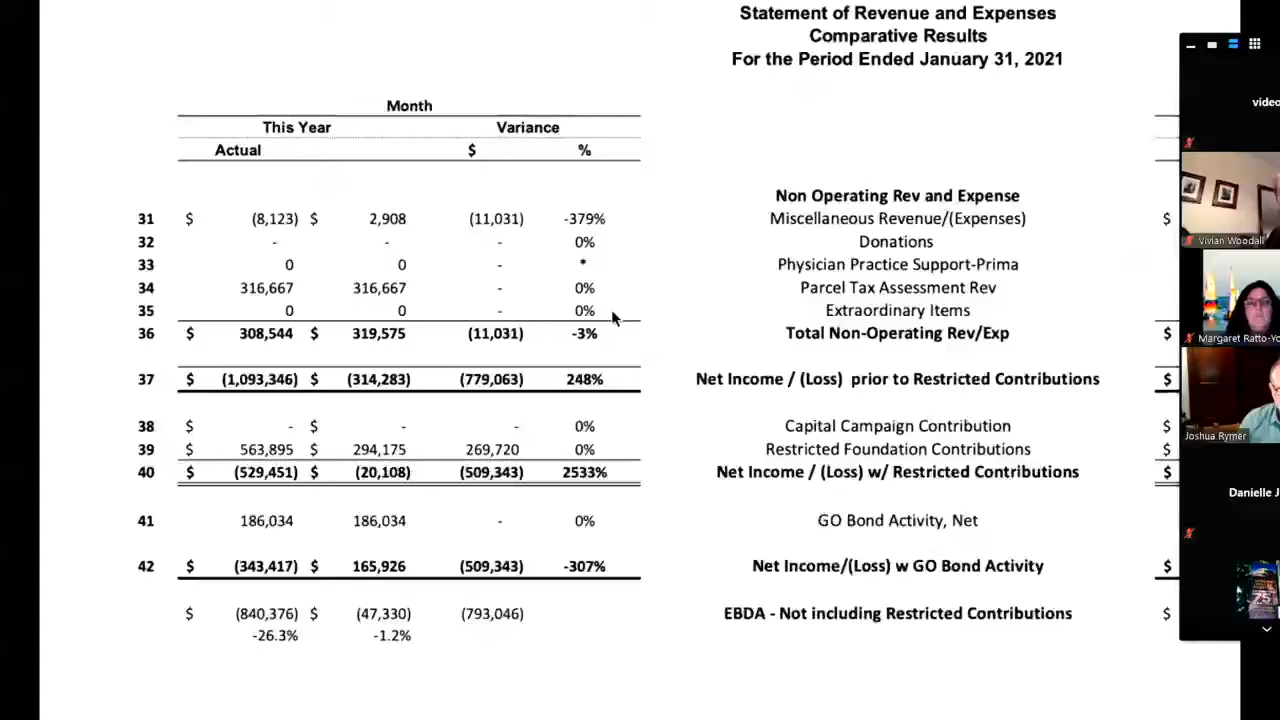 Statement of Revenue and Expenses
Comparative Results
For the Period Ended January 31, 2021
Month
This Year Variance
Actual $ %
Non Operating Rev and Expense
31 $ (8,123) $ 2,908 (11,031) -379% Miscellaneous Revenue/(Expenses) $
32 - - - 0% Donations
33 0 0 - * Physician Practice Support-Prima
34 316,667 316,667 - 0% Parcel Tax Assessment Rev
35 0 0 - 0% Extraordinary Items
36 $ 308,544 $ 319,575 (11,031) -3% Total Non-Operating Rev/Exp $
37 $ (1,093,346) $ (314,283) (779,063) 248% Net Income / (Loss) prior to Restricted Contributions $
38 $ - $ - - 0% Capital Campaign Contribution $
39 $ 563,895 $ 294,175 269,720 0% Restricted Foundation Contributions $
40 $ (529,451) $ (20,108) (509,343) 2533% Net Income / (Loss) w/ Restricted Contributions $
41 186,034 186,034 - 0% GO Bond Activity, Net
42 $ (343,417) $ 165,926 (509,343) -307% Net Income/(Loss) w GO Bond Activity $
$ (840,376) $ (47,330) (793,046) EBDA - Not including Restricted Contributions $
-26.3% -1.2%
video
Vivian Woodall
Margaret Ratto-Yo
Joshua Rymer
Danielle J